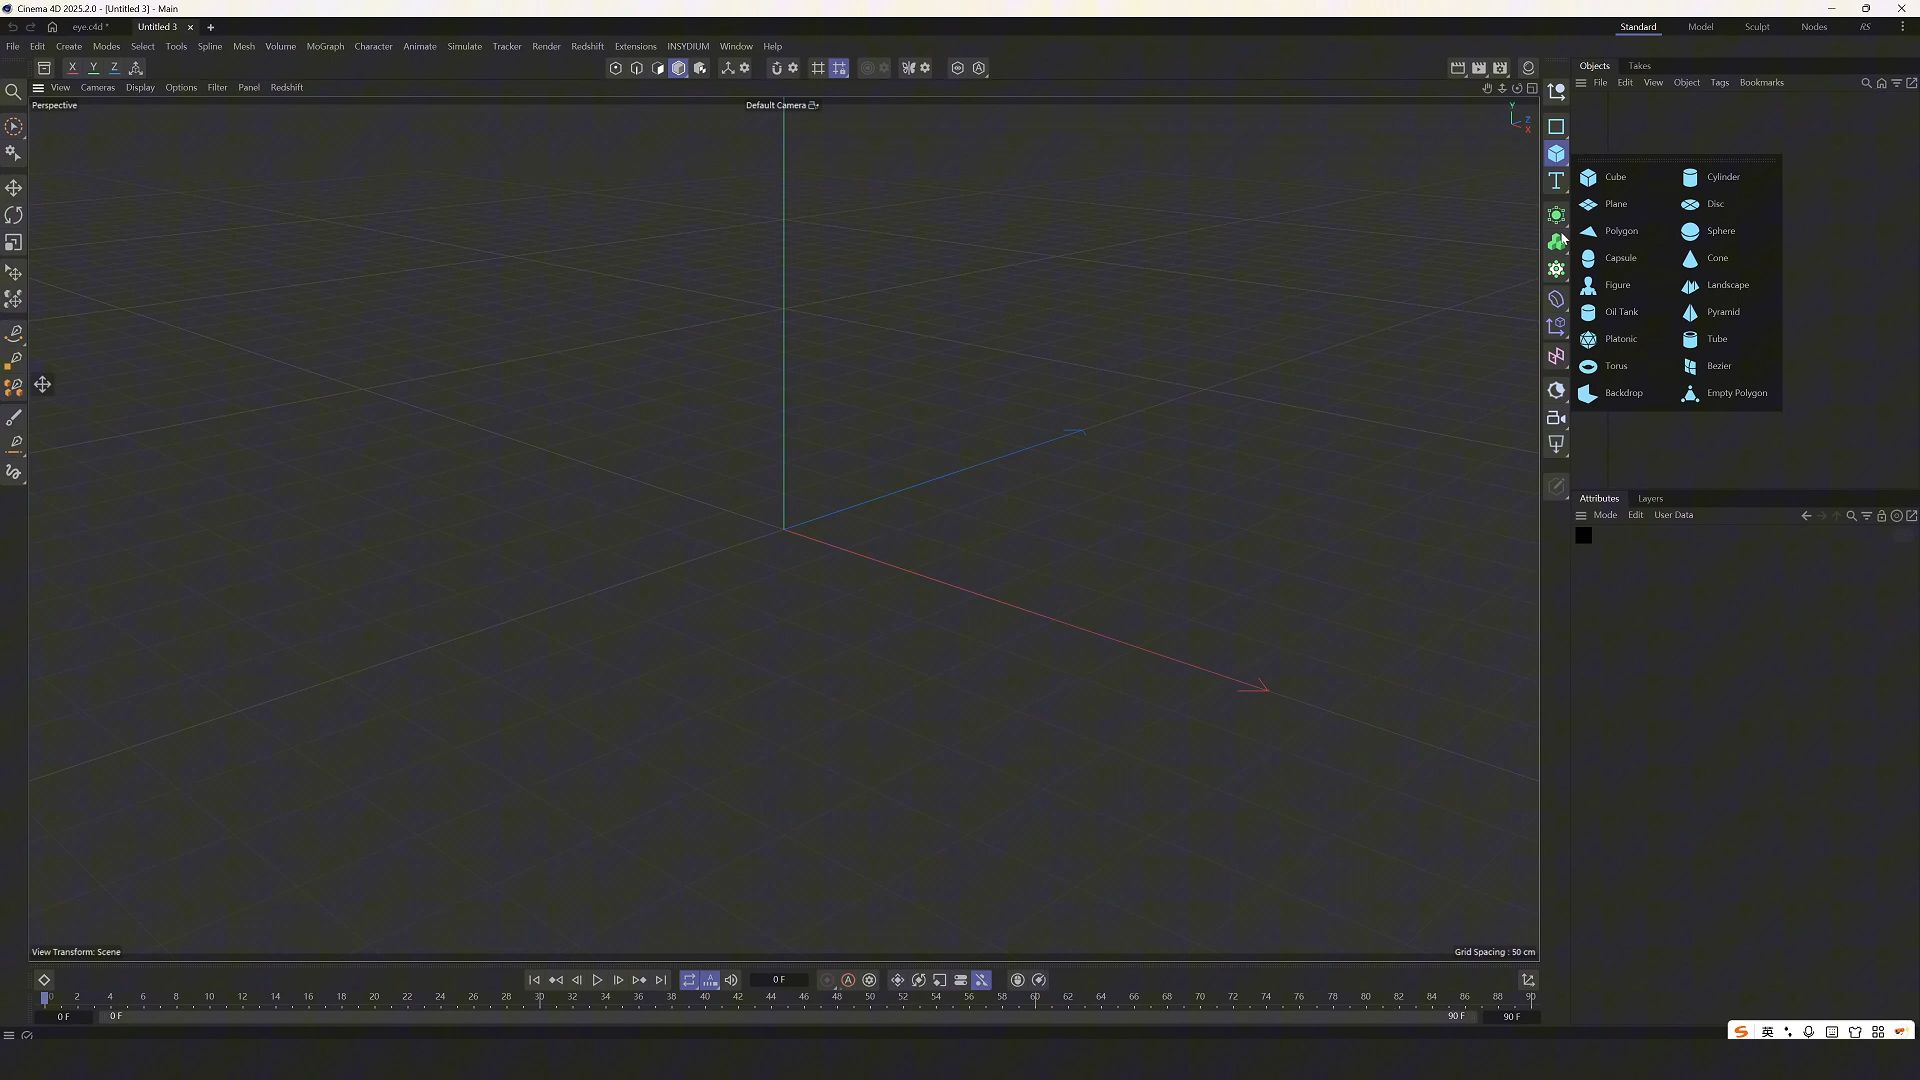 Cinema 4D 2025.2.0 - [Untitled 3] - Main
eye.c4d *
Untitled 3
Standard
Model
Sculpt
Nodes
RS
File Edit Create Modes Select Tools Spline Mesh Volume MoGraph Character Animate Simulate Tracker Render Redshift Extensions INSYDIUM Window Help
X Y Z
Objects Takes
File Edit View Object Tags Bookmarks
View Cameras Display Options Filter Panel Redshift
Perspective
Default Camera
Y
Z
X
Cube Cylinder
Plane Disc
Polygon Sphere
Capsule Cone
Figure Landscape
Oil Tank Pyramid
Platonic Tube
Torus Bezier
Backdrop Empty Polygon
Attributes Layers
Mode Edit User Data
View Transform: Scene
Grid Spacing : 50 cm
0 F
0 2 4 6 8 10 12 14 16 18 20 22 24 26 28 30 32 34 36 38 40 42 44 46 48 50 52 54 56 58 60 62 64 66 68 70 72 74 76 78 80 82 84 86 88 90
0 F 0 F 90 F 90 F
英